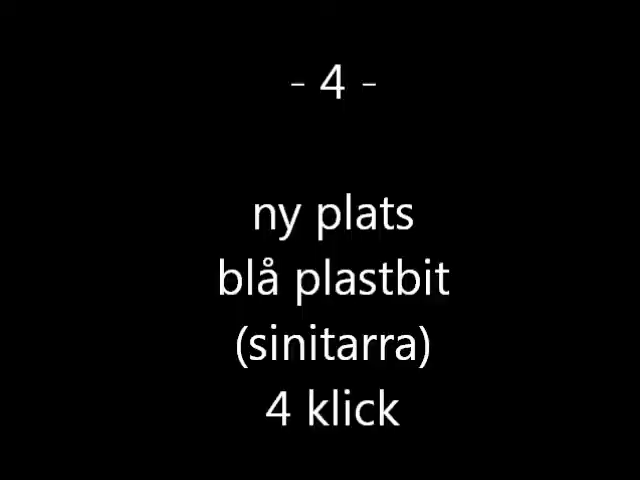 - 4 -
ny plats
blå plastbit
(sinitarra)
4 klick